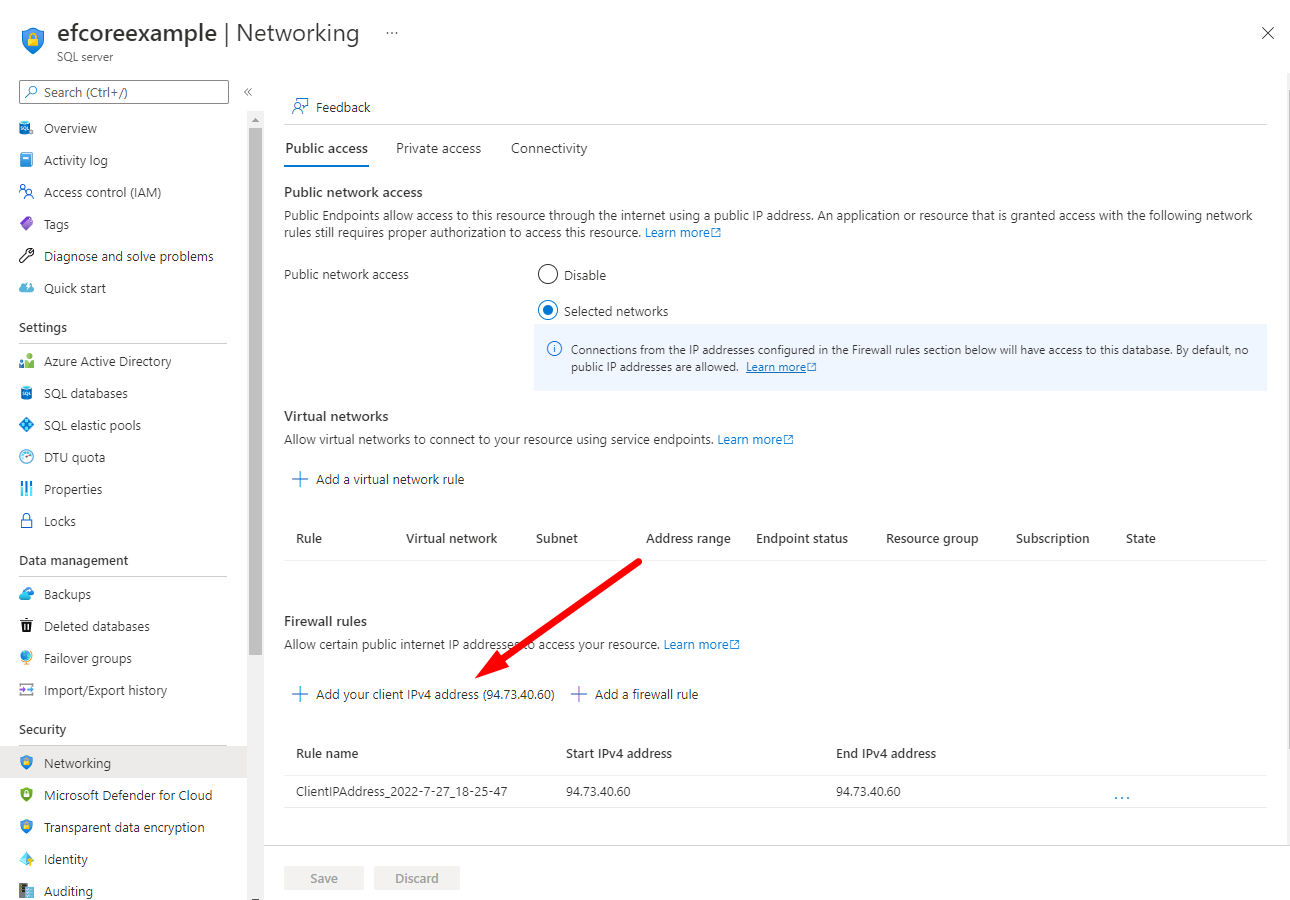 efcoreexample | Networking ...
SQL server
Search (Ctrl+/)
«
Overview
Activity log
Access control (IAM)
Tags
Diagnose and solve problems
Quick start
Settings
Azure Active Directory
SQL databases
SQL elastic pools
DTU quota
Properties
Locks
Data management
Backups
Deleted databases
Failover groups
Import/Export history
Security
Networking
Microsoft Defender for Cloud
Transparent data encryption
Identity
Auditing
Feedback
Public access Private access Connectivity
Public network access
Public Endpoints allow access to this resource through the internet using a public IP address. An application or resource that is granted access with the following network
rules still requires proper authorization to access this resource. Learn more
Public network access
Disable
Selected networks
Connections from the IP addresses configured in the Firewall rules section below will have access to this database. By default, no
public IP addresses are allowed. Learn more
Virtual networks
Allow virtual networks to connect to your resource using service endpoints. Learn more
Add a virtual network rule
Rule Virtual network Subnet Address range Endpoint status Resource group Subscription State
Firewall rules
Allow certain public internet IP addresses to access your resource. Learn more
Add your client IPv4 address (94.73.40.60) Add a firewall rule
Rule name Start IPv4 address End IPv4 address
ClientIPAddress_2022-7-27_18-25-47 94.73.40.60 94.73.40.60 ...
Save Discard